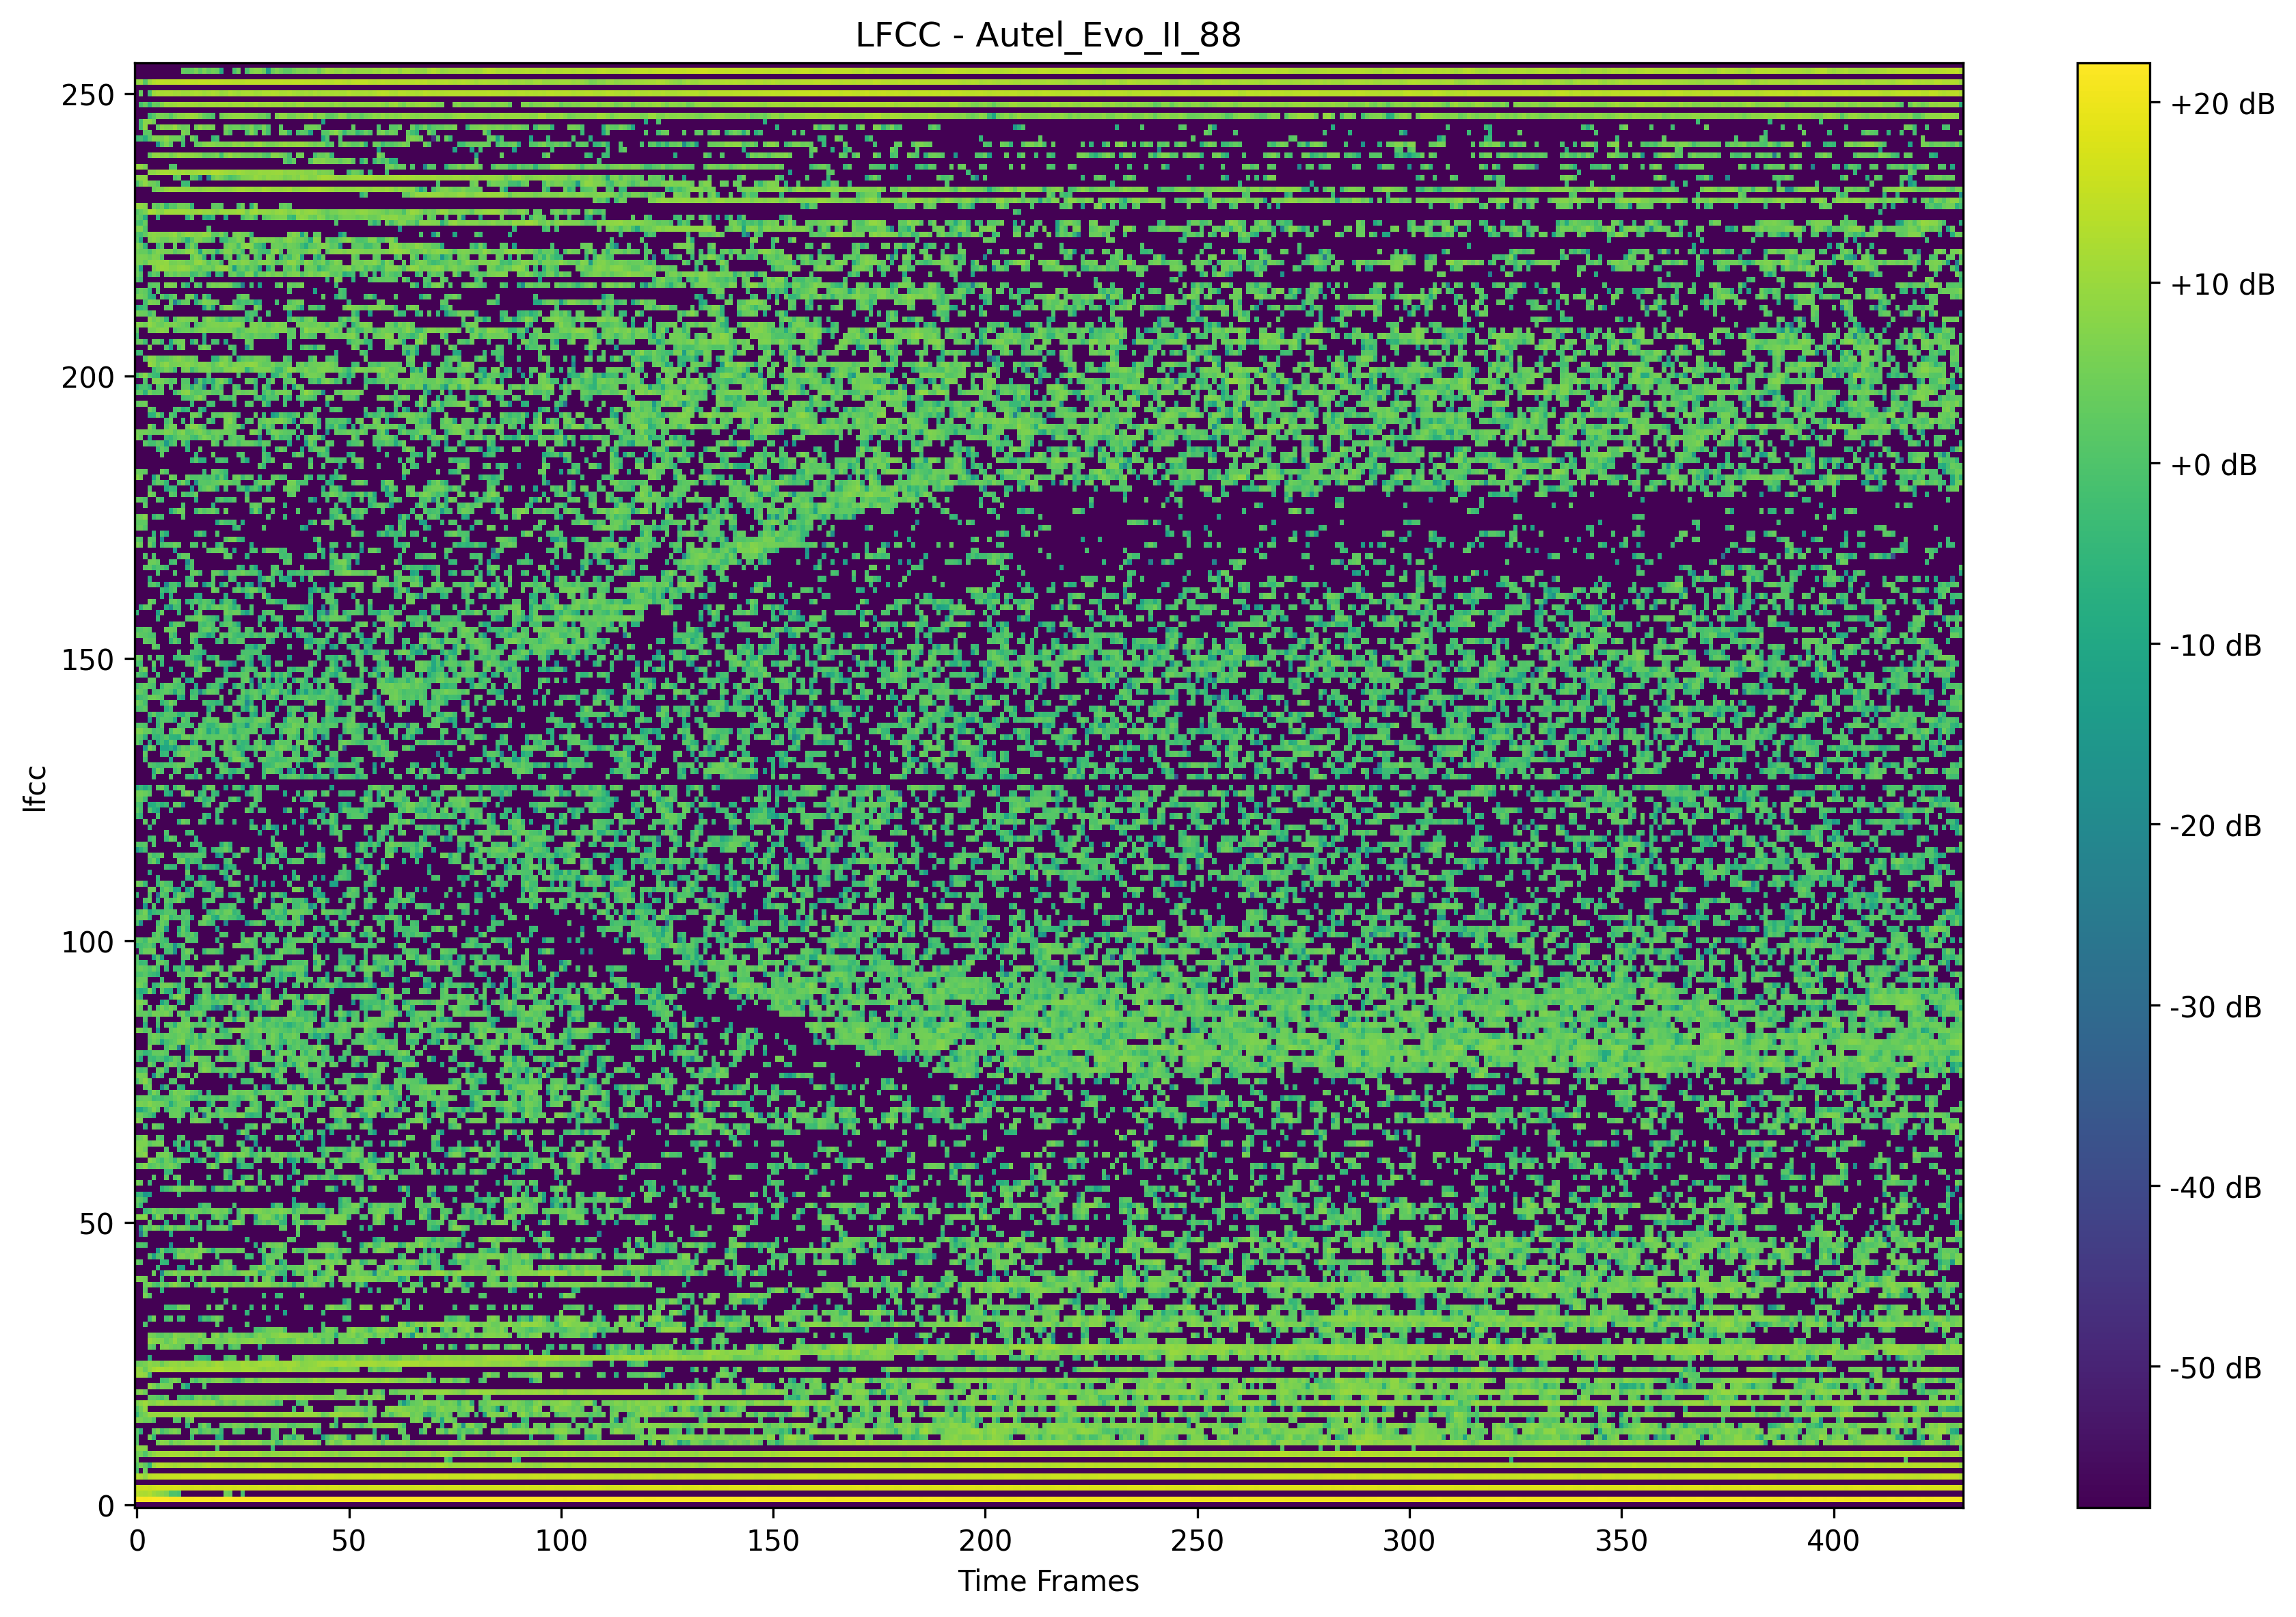 LFCC - Autel_Evo_II_88
250
200
150
100
50
0
lfcc
0 50 100 150 200 250 300 350 400
Time Frames
+20 dB
+10 dB
+0 dB
-10 dB
-20 dB
-30 dB
-40 dB
-50 dB